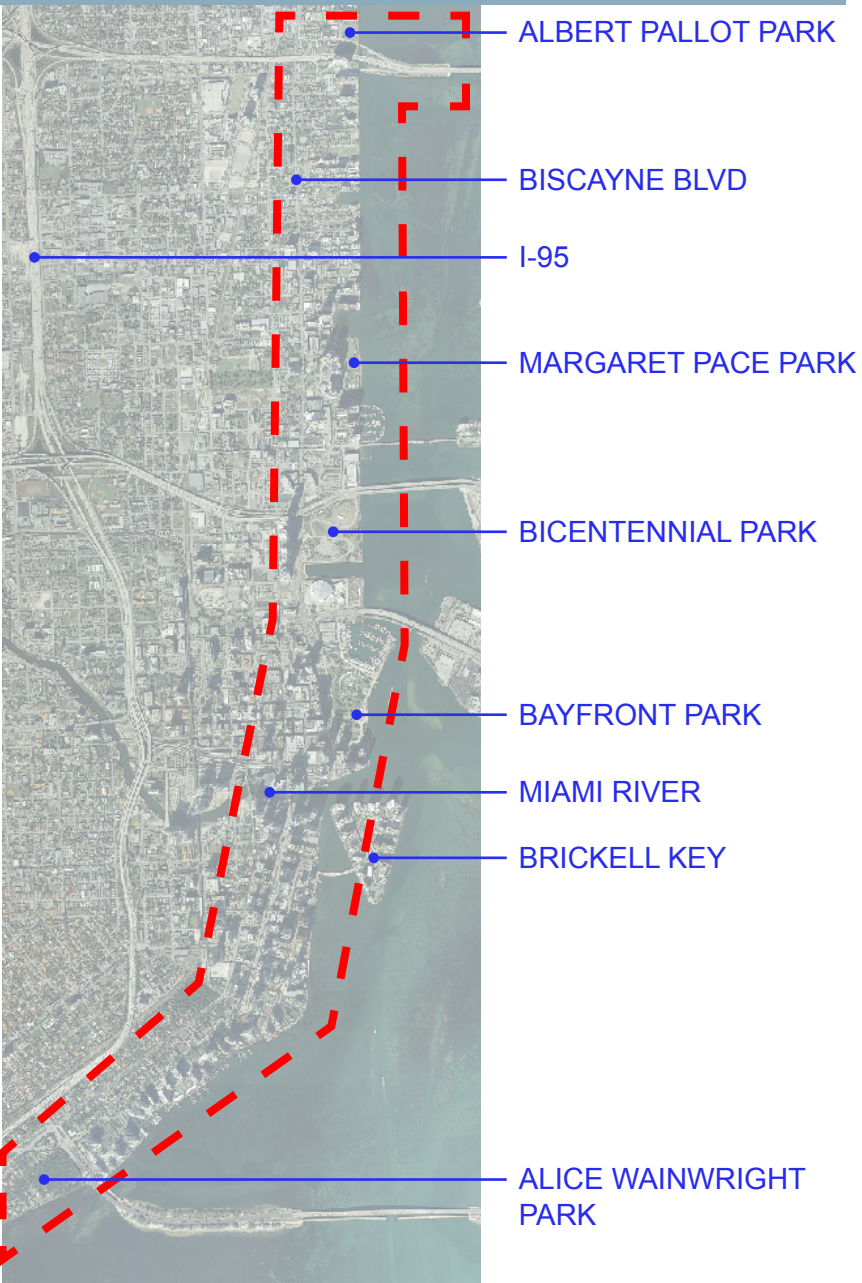 ALBERT PALLOT PARK
BISCAYNE BLVD
I-95
MARGARET PACE PARK
BICENTENNIAL PARK
BAYFRONT PARK
MIAMI RIVER
BRICKELL KEY
ALICE WAINWRIGHT
PARK